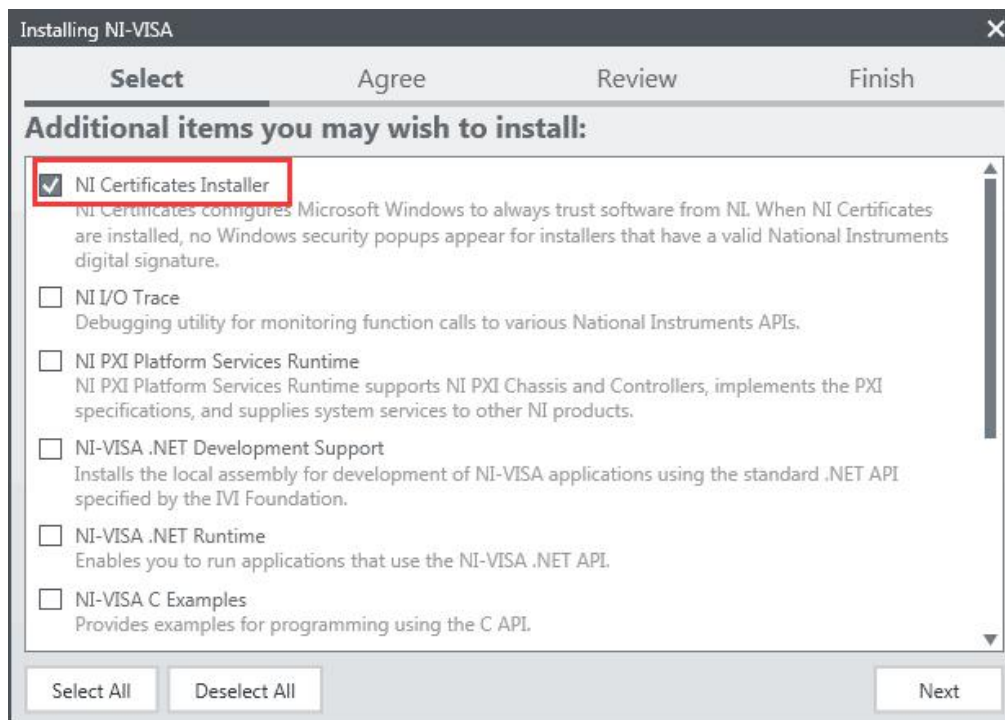 Installing NI-VISA
Select Agree Review Finish
Additional items you may wish to install:
NI Certificates Installer
NI Certificates configures Microsoft Windows to always trust software from NI. When NI Certificates
are installed, no Windows security popups appear for installers that have a valid National Instruments
digital signature.
NI I/O Trace
Debugging utility for monitoring function calls to various National Instruments APIs.
NI PXI Platform Services Runtime
NI PXI Platform Services Runtime supports NI PXI Chassis and Controllers, implements the PXI
specifications, and supplies system services to other NI products.
NI-VISA .NET Development Support
Installs the local assembly for development of NI-VISA applications using the standard .NET API
specified by the IVI Foundation.
NI-VISA .NET Runtime
Enables you to run applications that use the NI-VISA .NET API.
NI-VISA C Examples
Provides examples for programming using the C API.
Select All Deselect All Next